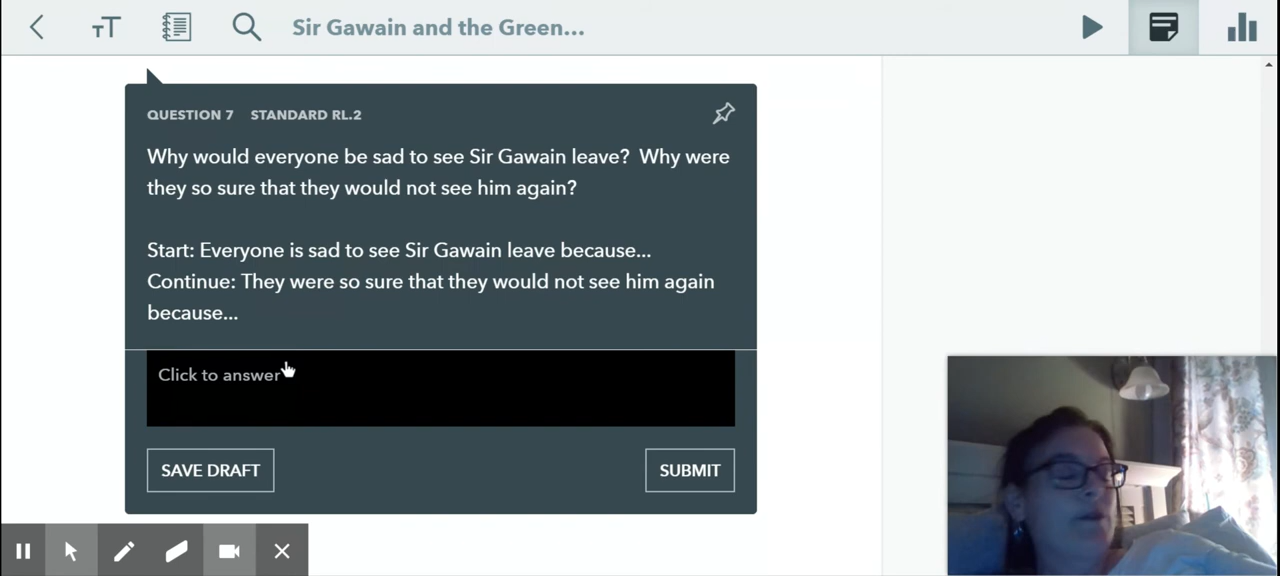 Sir Gawain and the Green...
QUESTION 7 STANDARD RL.2
Why would everyone be sad to see Sir Gawain leave? Why were
they so sure that they would not see him again?
Start: Everyone is sad to see Sir Gawain leave because...
Continue: They were so sure that they would not see him again
because...
Click to answer
SAVE DRAFT
SUBMIT